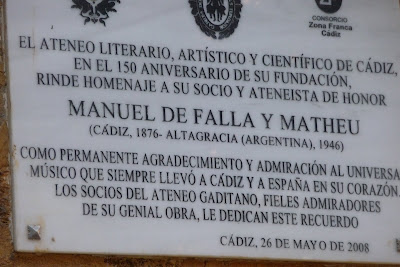 CONSORCIO
Zona Franca
Cádiz
EL ATENEO LITERARIO, ARTÍSTICO Y CIENTÍFICO DE CÁDIZ,
EN EL 150 ANIVERSARIO DE SU FUNDACIÓN,
RINDE HOMENAJE A SU SOCIO Y ATENEISTA DE HONOR
MANUEL DE FALLA Y MATHEU
(CÁDIZ, 1876- ALTAGRACIA (ARGENTINA), 1946)
COMO PERMANENTE AGRADECIMIENTO Y ADMIRACIÓN AL UNIVERSA
MÚSICO QUE SIEMPRE LLEVÓ A CÁDIZ Y A ESPAÑA EN SU CORAZÓN.
LOS SOCIOS DEL ATENEO GADITANO, FIELES ADMIRADORES
DE SU GENIAL OBRA, LE DEDICAN ESTE RECUERDO
CÁDIZ, 26 DE MAYO DE 2008